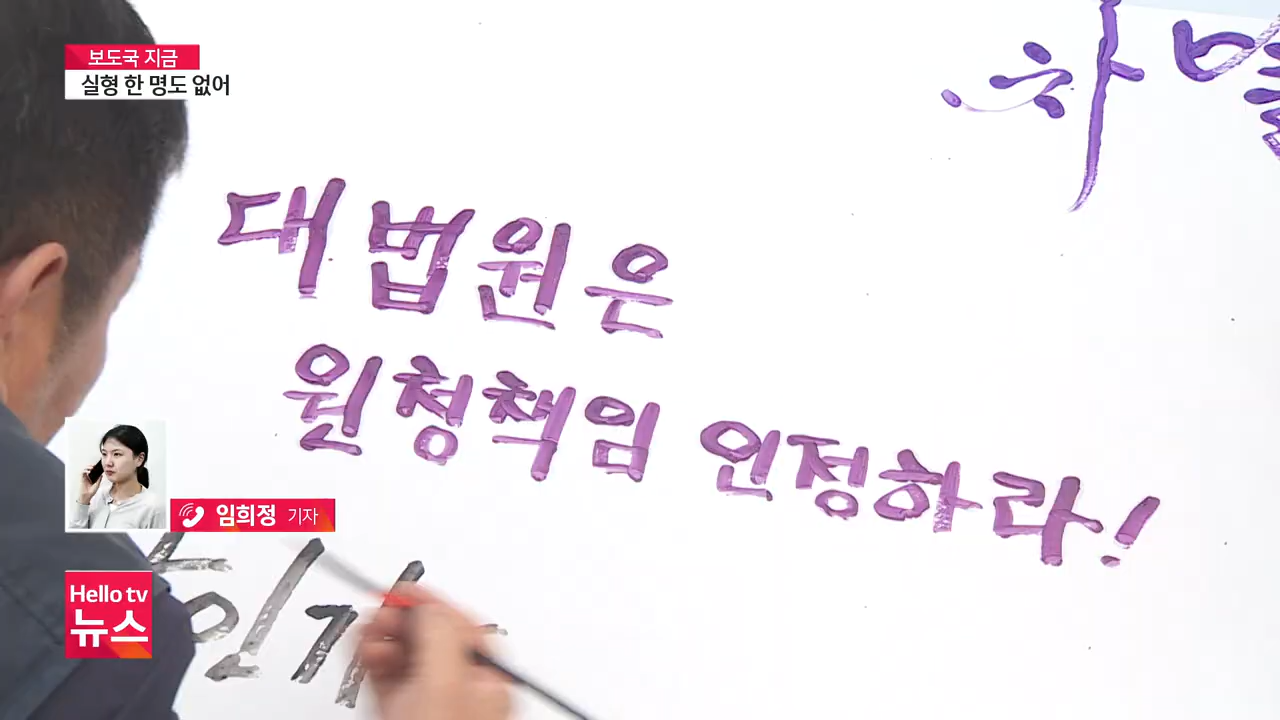 보도국 지금
실형 한 명도 없어
대법원은
원청책임 인정하라!
임희정 기자
Hello tv
뉴스